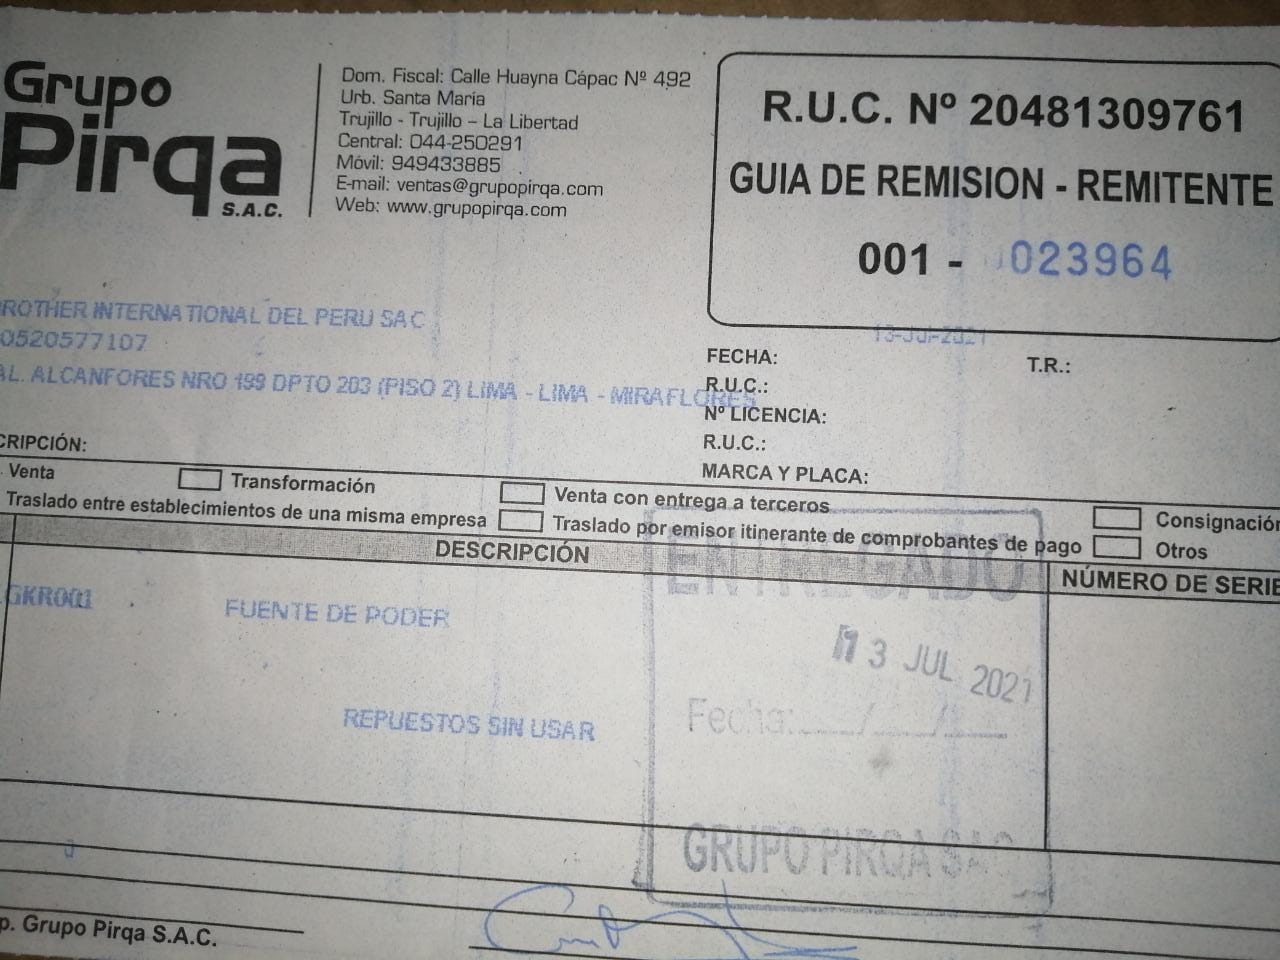 Grupo
Pirqa
S.A.C.
Dom. Fiscal: Calle Huayna Cápac Nº 492
Urb. Santa María
Trujillo - Trujillo – La Libertad
Central: 044-250291
Móvil: 949433885
E-mail: ventas@grupopirqa.com
Web: www.grupopirqa.com
R.U.C. Nº 20481309761
GUIA DE REMISION - REMITENTE
001 - 023964
ROTHER INTERNATIONAL DEL PERU SAC
0520577107
AL. ALCANFORES NRO 199 DPTO 203 (PISO 2) LIMA - LIMA - MIRAFLORES
13-Jul-2021
FECHA:
T.R.:
R.U.C.:
Nº LICENCIA:
R.U.C.:
MARCA Y PLACA:
CRIPCIÓN:
Venta
Transformación
Venta con entrega a terceros
Consignación
Traslado entre establecimientos de una misma empresa
Traslado por emisor itinerante de comprobantes de pago
Otros
DESCRIPCIÓN
NÚMERO DE SERIE
GKR001
FUENTE DE PODER
REPUESTOS SIN USAR
ENTREGADO
13 JUL 2021
Fecha: / /
GRUPO PIRQA SAC
p. Grupo Pirqa S.A.C.